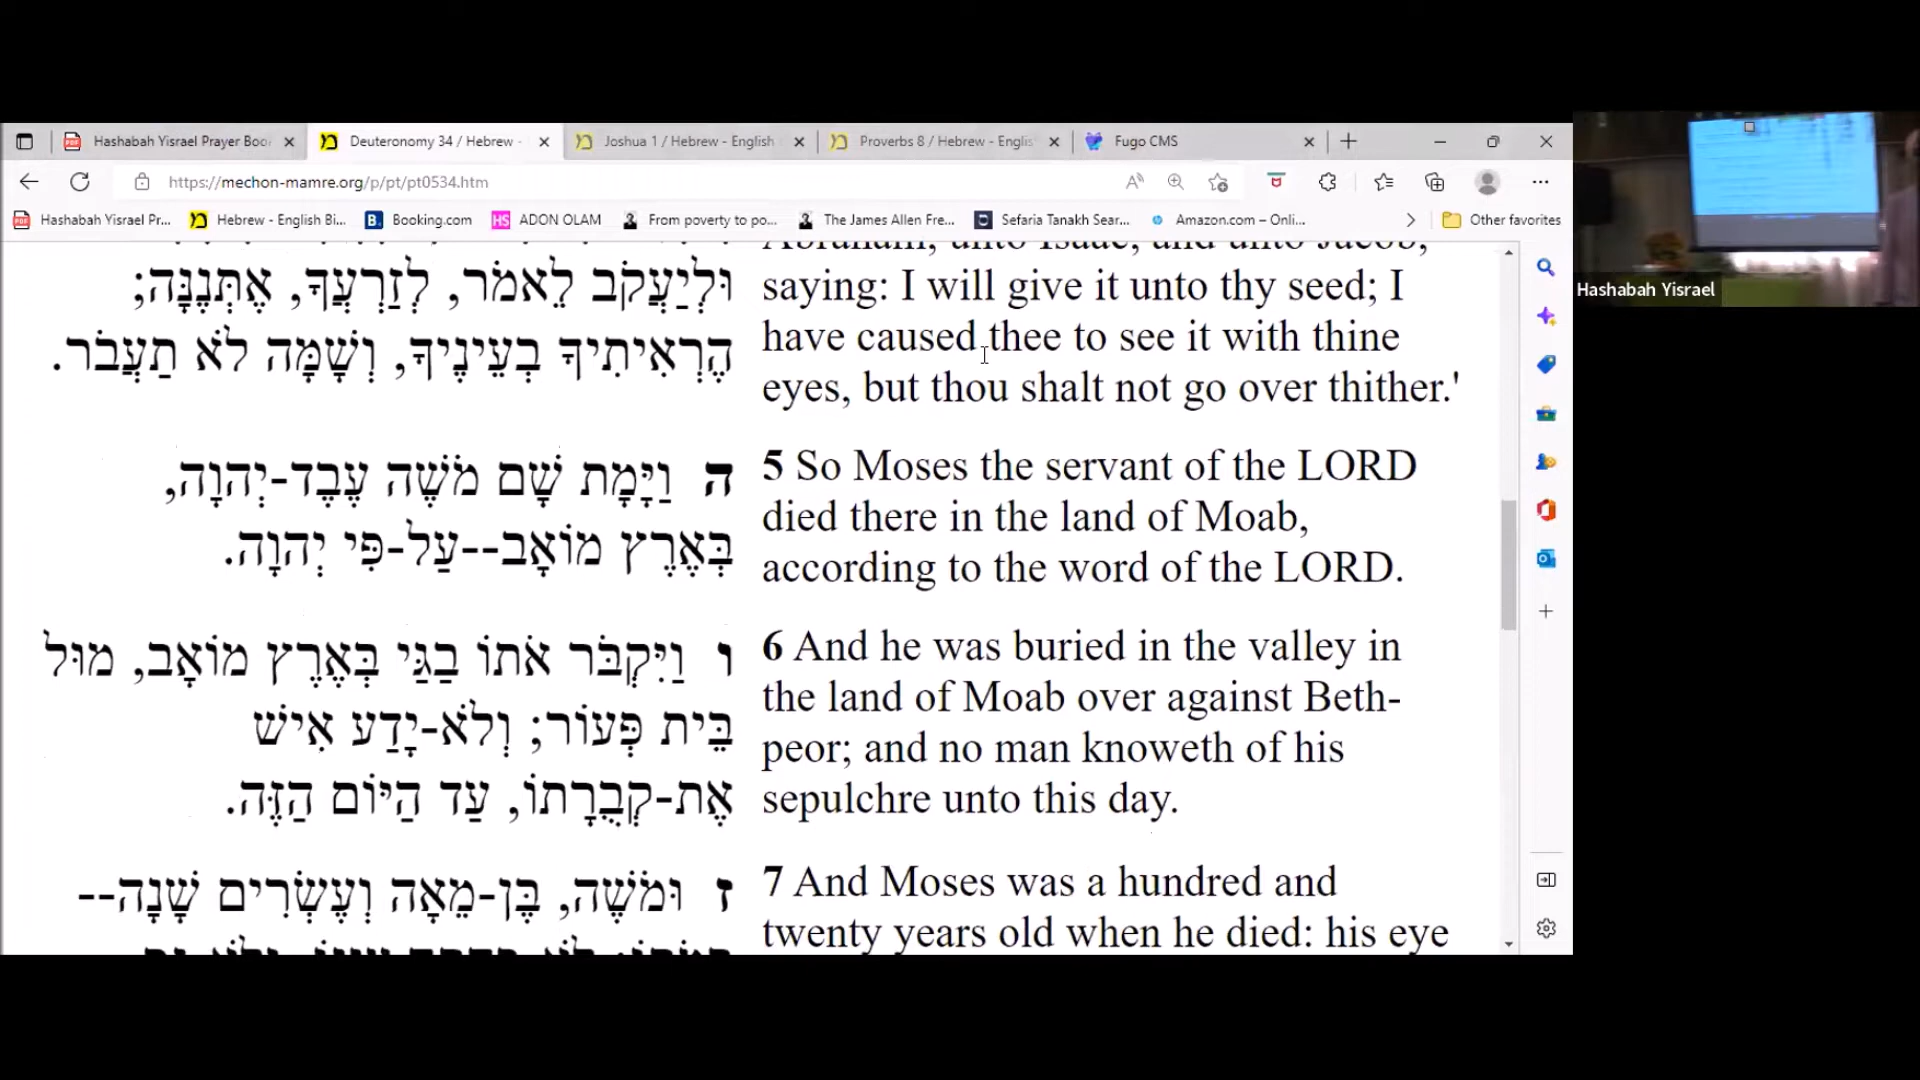 Hashabah Yisrael Prayer Boo
Deuteronomy 34 / Hebrew -
Joshua 1 / Hebrew - English
Proverbs 8 / Hebrew - Englis
Fugo CMS
https://mechon-mamre.org/p/pt/pt0534.htm
Hashabah Yisrael Pr...
Hebrew - English Bi...
Booking.com
HS ADON OLAM
From poverty to po...
The James Allen Fre...
Sefaria Tanakh Sear...
Amazon.com – Onli...
Other favorites
Hashabah Yisrael
וּלְיַעֲקֹב לֵאמֹר, לְזַרְעֲךָ, אֶתְּנֶנָּה;
הֶרְאִיתִיךָ בְעֵינֶיךָ, וְשָׁמָּה לֹא תַעֲבֹר.
Abraham, unto Isaac, and unto Jacob,
saying: I will give it unto thy seed; I
have caused thee to see it with thine
eyes, but thou shalt not go over thither.'
ה וַיָּמָת שָׁם מֹשֶׁה עֶבֶד-יְהוָה,
בְּאֶרֶץ מוֹאָב--עַל-פִּי יְהוָה.
5 So Moses the servant of the LORD
died there in the land of Moab,
according to the word of the LORD.
ו וַיִּקְבֹּר אֹתוֹ בַגַּי בְּאֶרֶץ מוֹאָב, מוּל
בֵּית פְּעוֹר; וְלֹא-יָדַע אִישׁ
אֶת-קְבֻרָתוֹ, עַד הַיּוֹם הַזֶּה.
6 And he was buried in the valley in
the land of Moab over against Beth-
peor; and no man knoweth of his
sepulchre unto this day.
ז וּמֹשֶׁה, בֶּן-מֵאָה וְעֶשְׂרִים שָׁנָה--
7 And Moses was a hundred and
twenty years old when he died: his eye